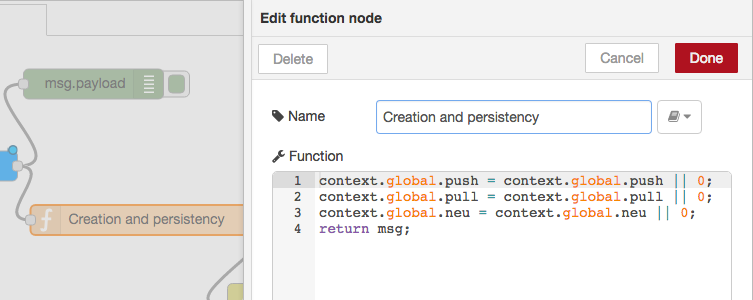 Edit function node
Delete
Cancel
Done
msg.payload
Name
Creation and persistency
Function
1 context.global.push = context.global.push || 0;
2 context.global.pull = context.global.pull || 0;
3 context.global.neu = context.global.neu || 0;
4 return msg;
f Creation and persistency